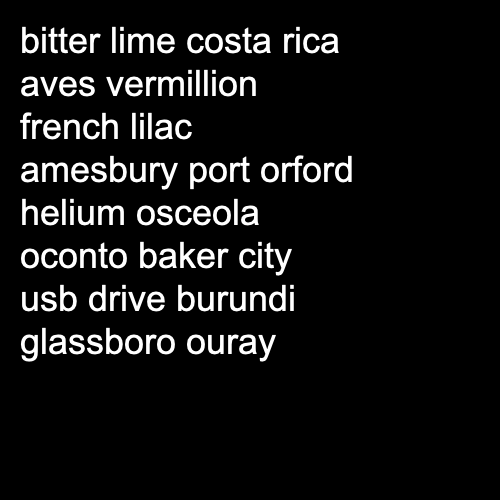 bitter lime costa rica
aves vermillion
french lilac
amesbury port orford
helium osceola
oconto baker city
usb drive burundi
glassboro ouray